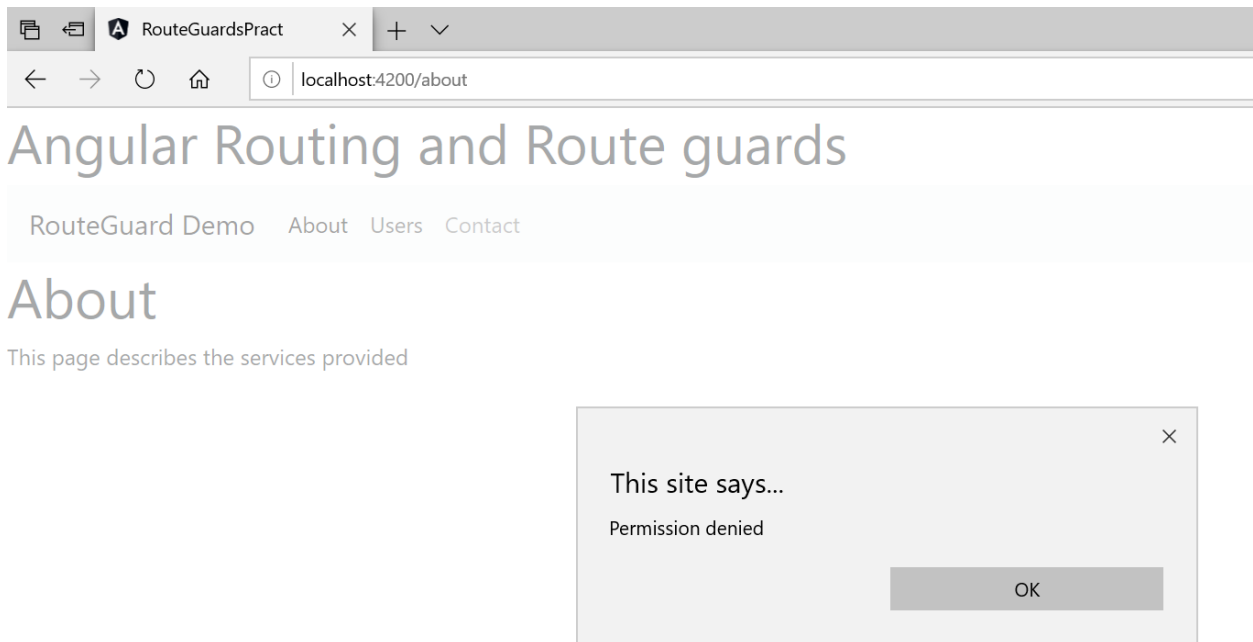 RouteGuardsPract
localhost:4200/about
Angular Routing and Route guards
RouteGuard Demo About Users Contact
About
This page describes the services provided
This site says...
Permission denied
OK